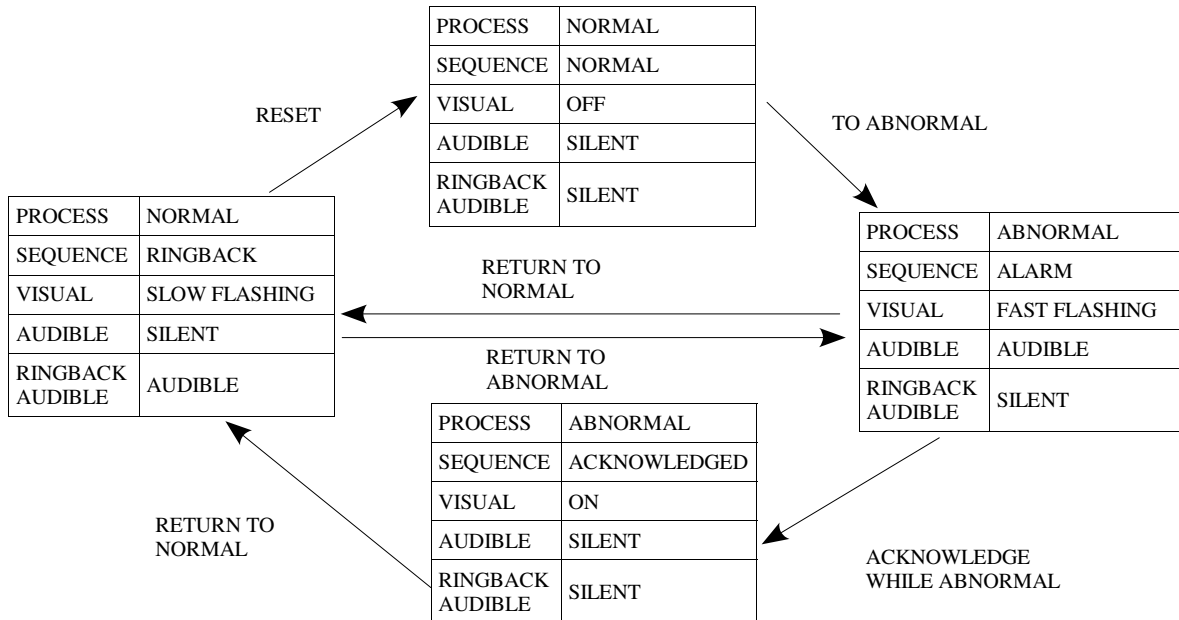 PROCESS NORMAL
SEQUENCE NORMAL
VISUAL OFF
AUDIBLE SILENT
RINGBACK
AUDIBLE SILENT
RESET
TO ABNORMAL
PROCESS NORMAL
SEQUENCE RINGBACK
VISUAL SLOW FLASHING
AUDIBLE SILENT
RINGBACK
AUDIBLE AUDIBLE
RETURN TO
NORMAL
RETURN TO
ABNORMAL
PROCESS ABNORMAL
SEQUENCE ALARM
VISUAL FAST FLASHING
AUDIBLE AUDIBLE
RINGBACK
AUDIBLE SILENT
PROCESS ABNORMAL
SEQUENCE ACKNOWLEDGED
VISUAL ON
AUDIBLE SILENT
RINGBACK
AUDIBLE SILENT
RETURN TO
NORMAL
ACKNOWLEDGE
WHILE ABNORMAL